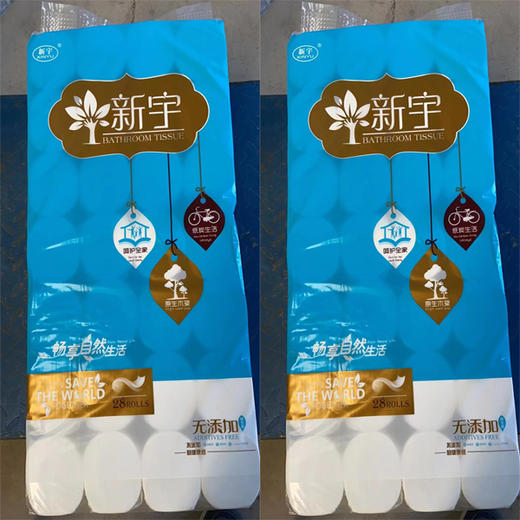 新宇
XINYU
新宇
BATHROOM TISSUE
低炭生活
呵护全家
原生木浆
畅享自然生活
SAVE
THE WORLD
28ROLLS
无添加
ADDITIVES FREE
新宇
XINYU
新宇
BATHROOM TISSUE
低炭生活
呵护全家
原生木浆
畅享自然生活
SAVE
THE WORLD
28ROLLS
无添加
ADDITIVES FREE